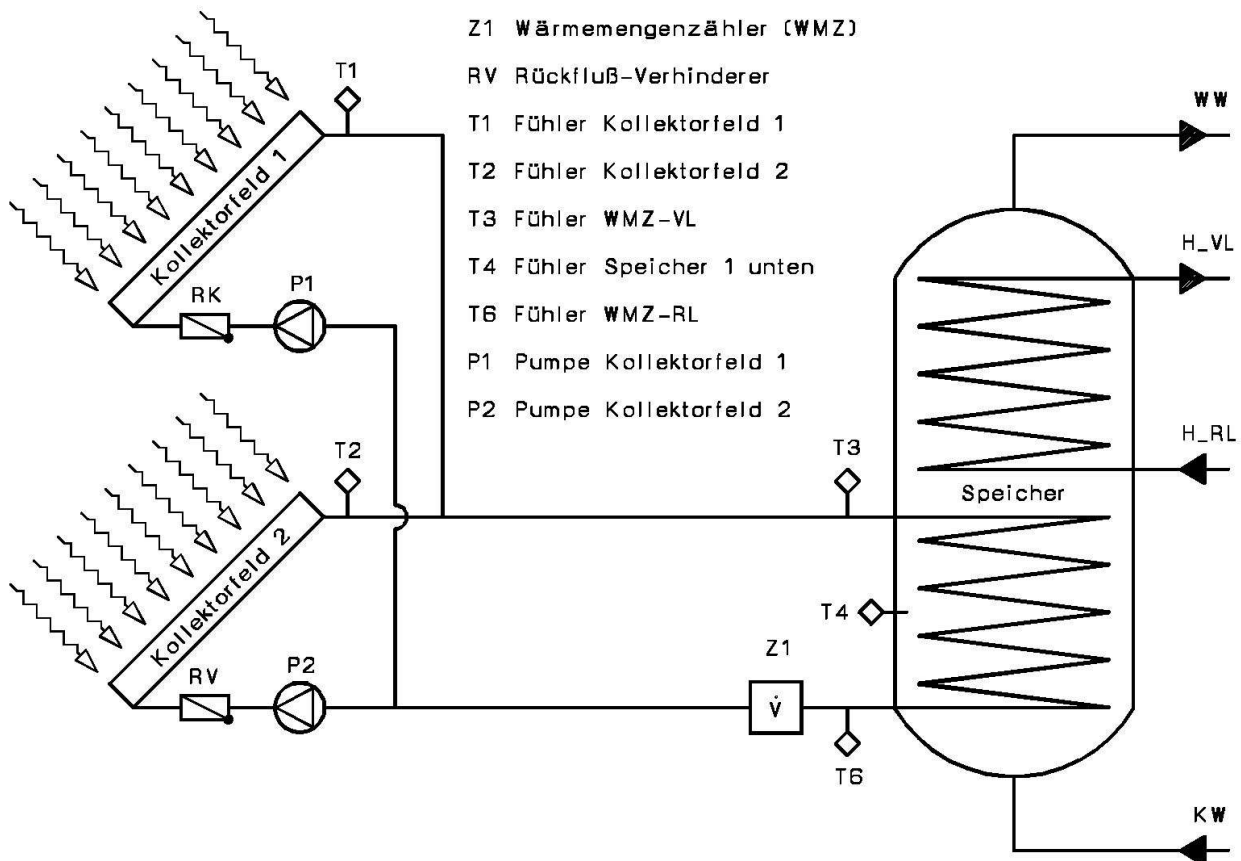 Z1 Wärmemengenzähler (WMZ)
RV Rückfluß-Verhinderer
T1 Fühler Kollektorfeld 1
T2 Fühler Kollektorfeld 2
T3 Fühler WMZ-VL
T4 Fühler Speicher 1 unten
T6 Fühler WMZ-RL
P1 Pumpe Kollektorfeld 1
P2 Pumpe Kollektorfeld 2
T1
Kollektorfeld 1
RK
P1
T2
Kollektorfeld 2
RV
P2
T3
T4
Z1
V̇
T6
Speicher
WW
H_VL
H_RL
KW